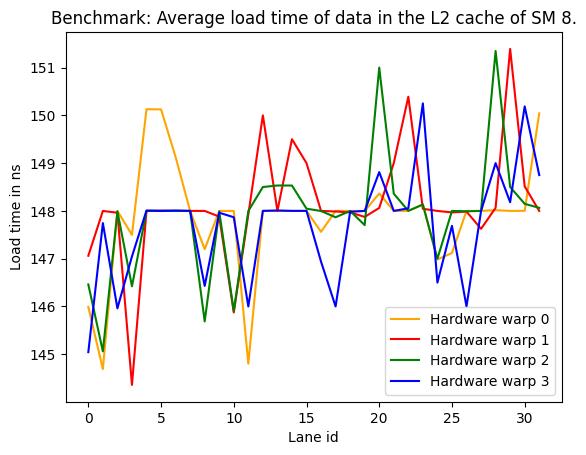 Benchmark: Average load time of data in the L2 cache of SM 8.
Load time in ns
151
150
149
148
147
146
145
Hardware warp 0
Hardware warp 1
Hardware warp 2
Hardware warp 3
0 5 10 15 20 25 30
Lane id